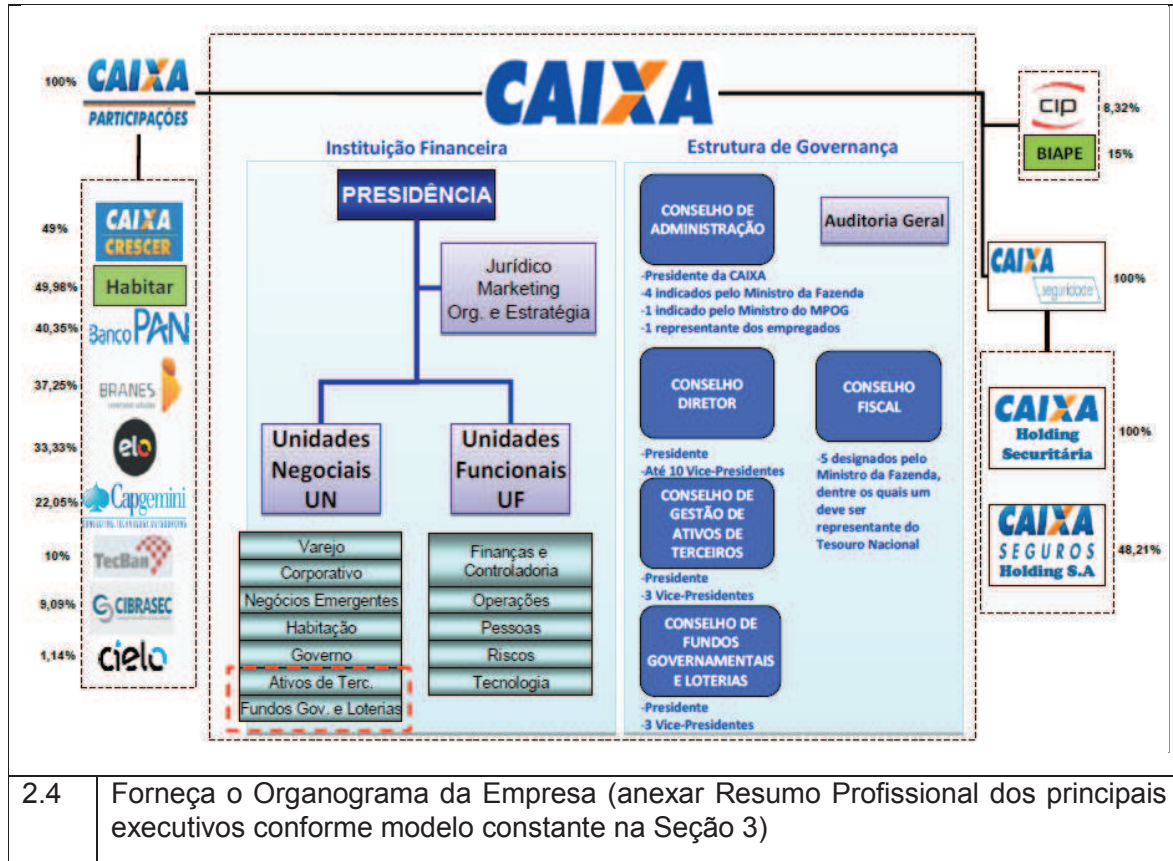 100%
CAIXA
PARTICIPAÇÕES
49%
CAIXA
CRESCER
49,98%
Habitar
40,35%
Banco PAN
37,25%
BRANES
33,33%
elo
22,05%
Capgemini
CONSULTING.TECHNOLOGY.OUTSOURCING
10%
TecBan
9,09%
CIBRASEC
1,14%
cielo
CAIXA
Instituição Financeira
PRESIDÊNCIA
Jurídico
Marketing
Org. e Estratégia
Unidades
Negociais
UN
Varejo
Corporativo
Negócios Emergentes
Habitação
Governo
Ativos de Terc.
Fundos Gov. e Loterias
Unidades
Funcionais
UF
Finanças e
Controladoria
Operações
Pessoas
Riscos
Tecnologia
Estrutura de Governança
CONSELHO DE
ADMINISTRAÇÃO
Auditoria Geral
-Presidente da CAIXA
-4 indicados pelo Ministro da Fazenda
-1 indicado pelo Ministro do MPOG
-1 representante dos empregados
CONSELHO
DIRETOR
-Presidente
-Até 10 Vice-Presidentes
CONSELHO
FISCAL
-5 designados pelo
Ministro da Fazenda,
dentre os quais um
deve ser
representante do
Tesouro Nacional
CONSELHO DE
GESTÃO DE
ATIVOS DE
TERCEIROS
-Presidente
-3 Vice-Presidentes
CONSELHO DE
FUNDOS
GOVERNAMENTAIS
E LOTERIAS
-Presidente
-3 Vice-Presidentes
CIP
8,32%
BIAPE
15%
CAIXA
seguridade
100%
CAIXA
Holding
Securitária
100%
CAIXA
SEGUROS
Holding S.A
48,21%
2.4 Forneça o Organograma da Empresa (anexar Resumo Profissional dos principais
executivos conforme modelo constante na Seção 3)